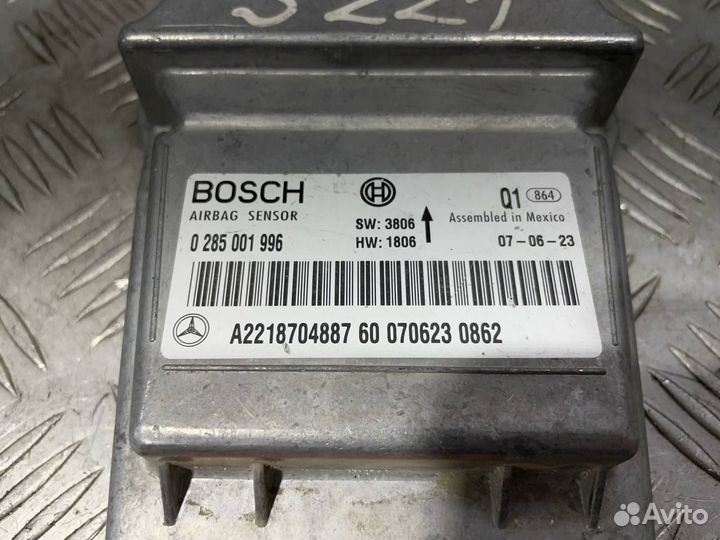 S221
BOSCH
AIRBAG SENSOR
0 285 001 996
SW: 3806
HW: 1806
Q1 864
Assembled in Mexico
07-06-23
A2218704887 60 070623 0862
Avito